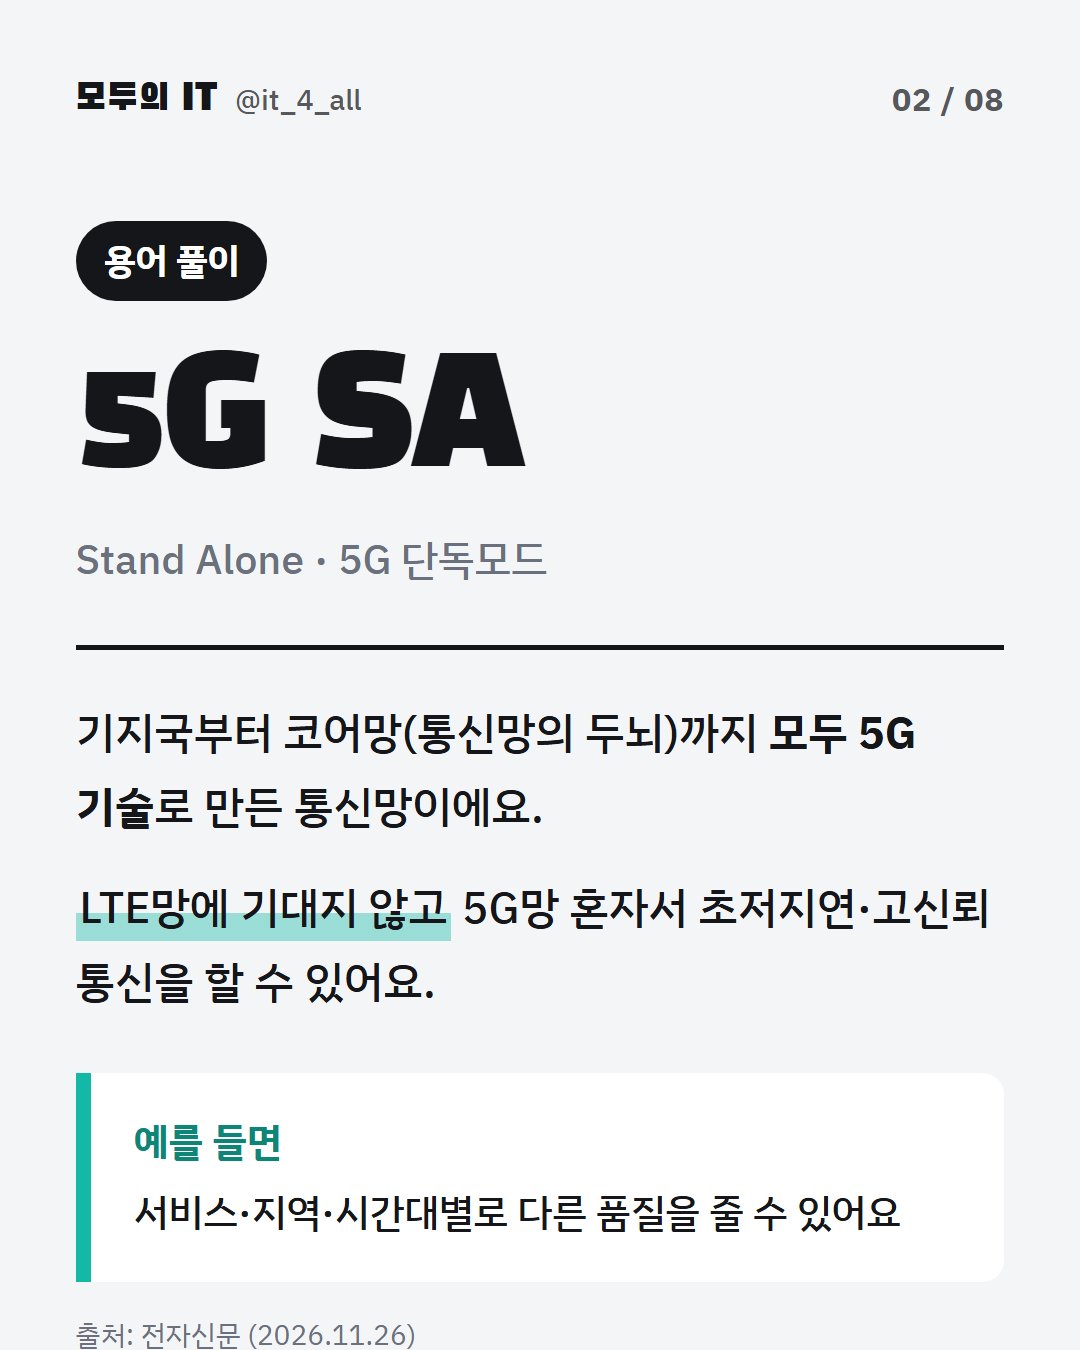 모두의 IT @it_4_all 02 / 08
용어 풀이
5G SA
Stand Alone · 5G 단독모드
기지국부터 코어망(통신망의 두뇌)까지 모두 5G
기술로 만든 통신망이에요.
LTE망에 기대지 않고 5G망 혼자서 초저지연·고신뢰
통신을 할 수 있어요.
예를 들면
서비스·지역·시간대별로 다른 품질을 줄 수 있어요
출처: 전자신문 (2026.11.26)